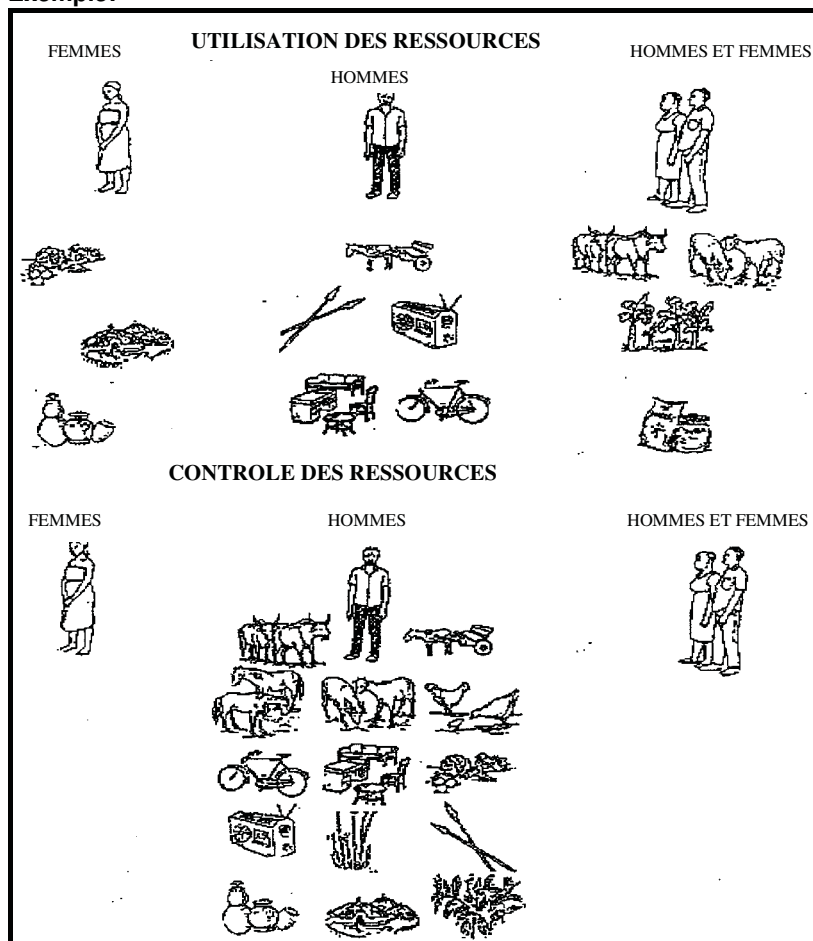 Exemple:
UTILISATION DES RESSOURCES
FEMMES
HOMMES
HOMMES ET FEMMES
CONTROLE DES RESSOURCES
FEMMES
HOMMES
HOMMES ET FEMMES